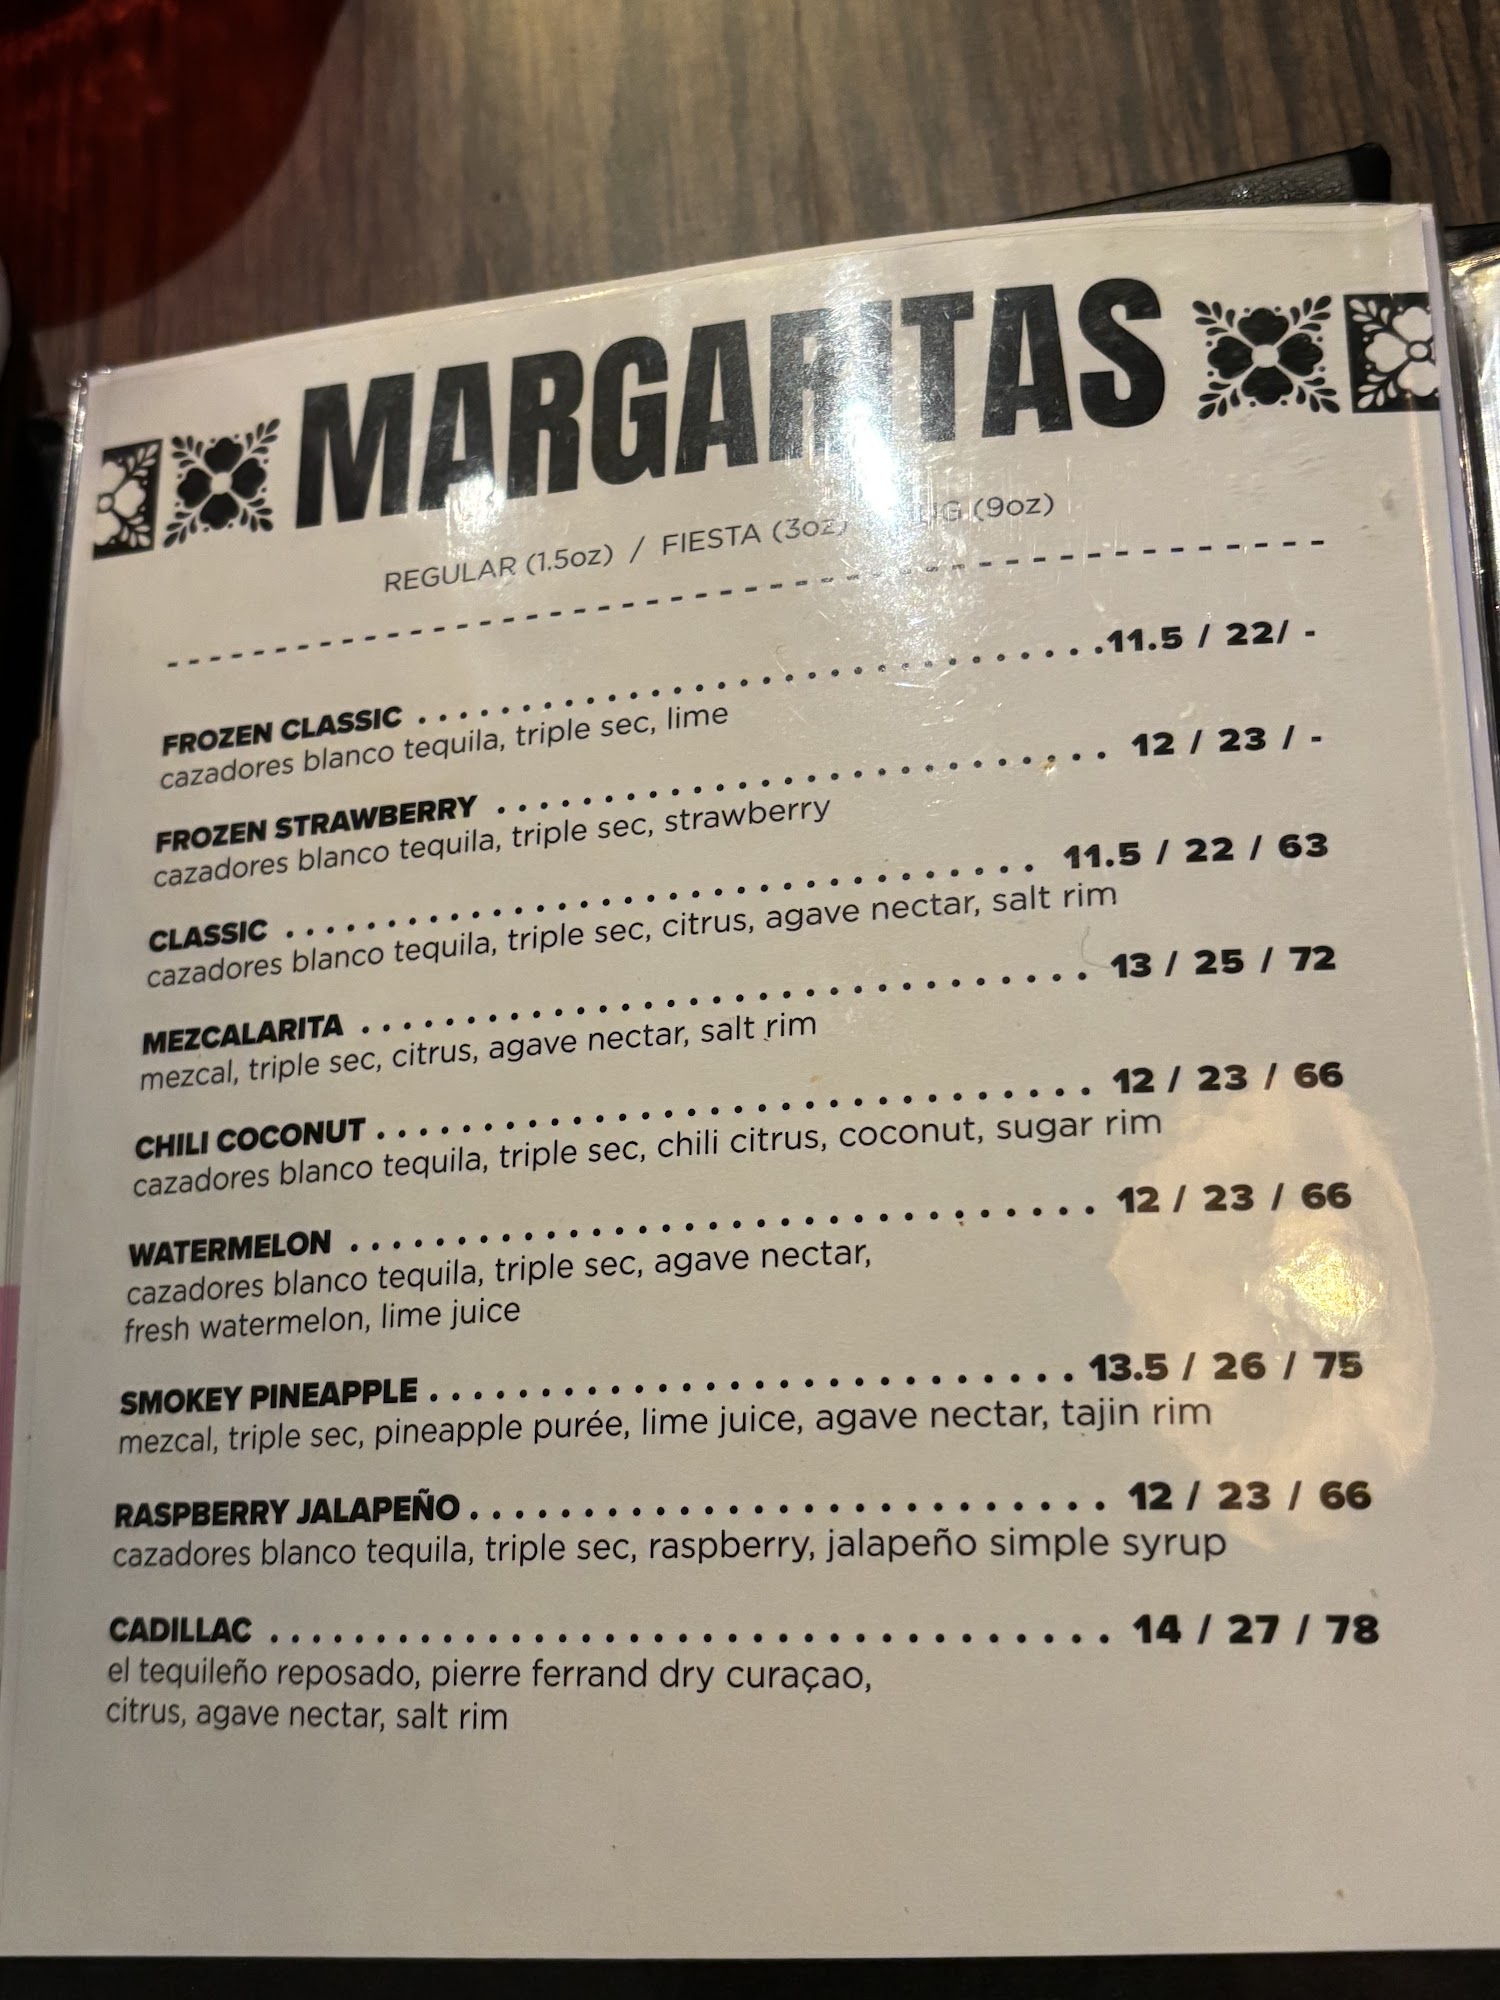 MARGARITAS
REGULAR (1.5oz) / FIESTA (3oz) (9oz)
FROZEN CLASSIC 11.5 / 22/ -
cazadores blanco tequila, triple sec, lime
FROZEN STRAWBERRY 12 / 23 / -
cazadores blanco tequila, triple sec, strawberry
CLASSIC 11.5 / 22 / 63
cazadores blanco tequila, triple sec, citrus, agave nectar, salt rim
MEZCALARITA 13 / 25 / 72
mezcal, triple sec, citrus, agave nectar, salt rim
CHILI COCONUT 12 / 23 / 66
cazadores blanco tequila, triple sec, chili citrus, coconut, sugar rim
WATERMELON 12 / 23 / 66
cazadores blanco tequila, triple sec, agave nectar,
fresh watermelon, lime juice
SMOKEY PINEAPPLE 13.5 / 26 / 75
mezcal, triple sec, pineapple purée, lime juice, agave nectar, tajin rim
RASPBERRY JALAPEÑO 12 / 23 / 66
cazadores blanco tequila, triple sec, raspberry, jalapeño simple syrup
CADILLAC 14 / 27 / 78
el tequileño reposado, pierre ferrand dry curaçao,
citrus, agave nectar, salt rim